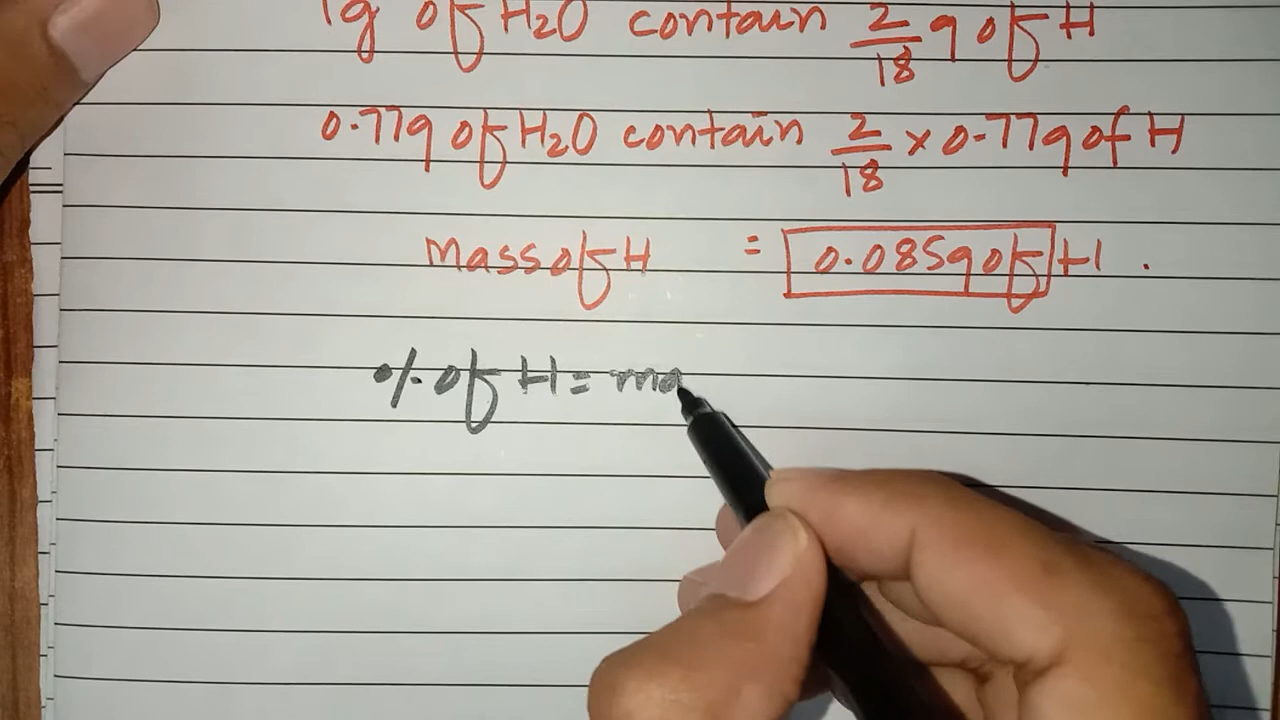 1g of H2O contain 2/18 g of H
0.77g of H2O contain 2/18 x 0.77g of H
Mass of H = 0.085g of H.
% of H = ma